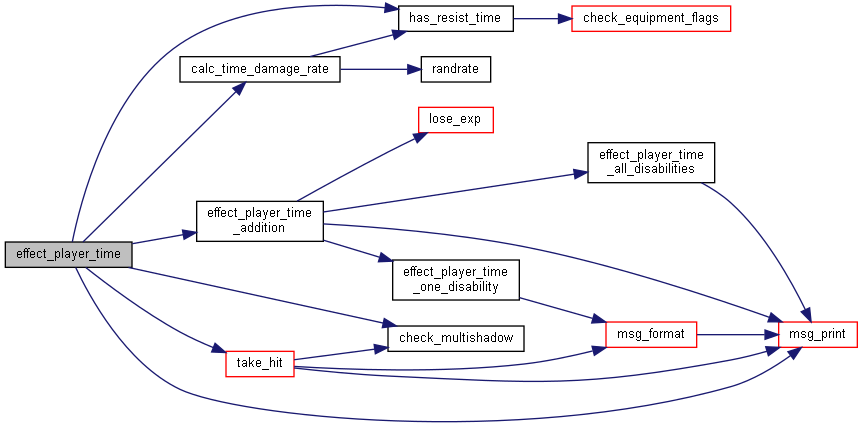 has_resist_time
check_equipment_flags
calc_time_damage_rate
randrate
lose_exp
effect_player_time
_all_disabilities
effect_player_time
_addition
effect_player_time
effect_player_time
_one_disability
check_multishadow
msg_format
msg_print
take_hit